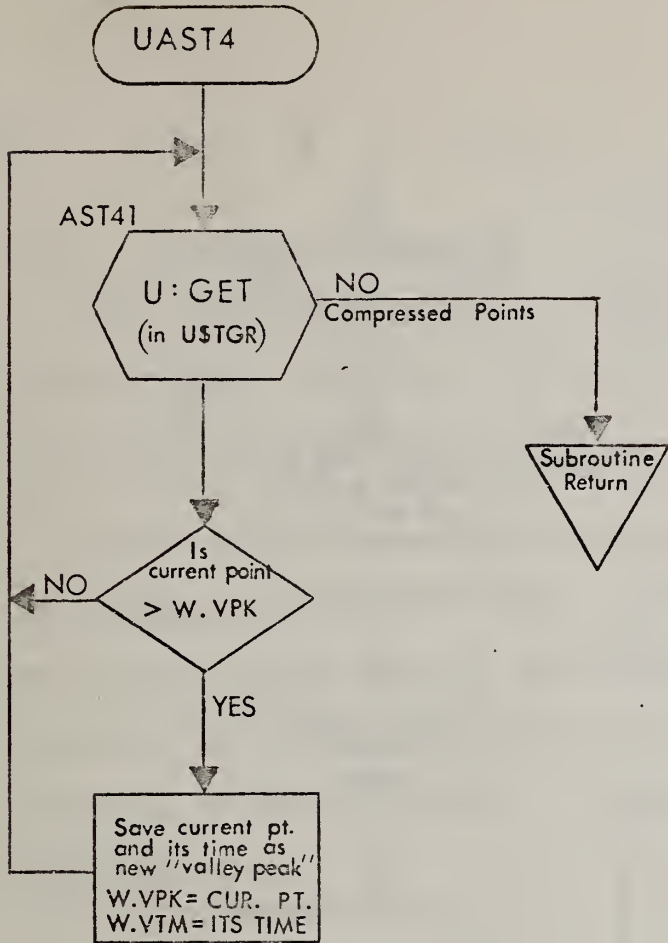 UAST4
AST41
U:GET
(in U$TGR)
NO
Compressed Points
Subroutine
Return
Is
current point
> W.VPK
NO
YES
Save current pt.
and its time as
new "valley peak"
W.VPK= CUR. PT.
W.VTM= ITS TIME